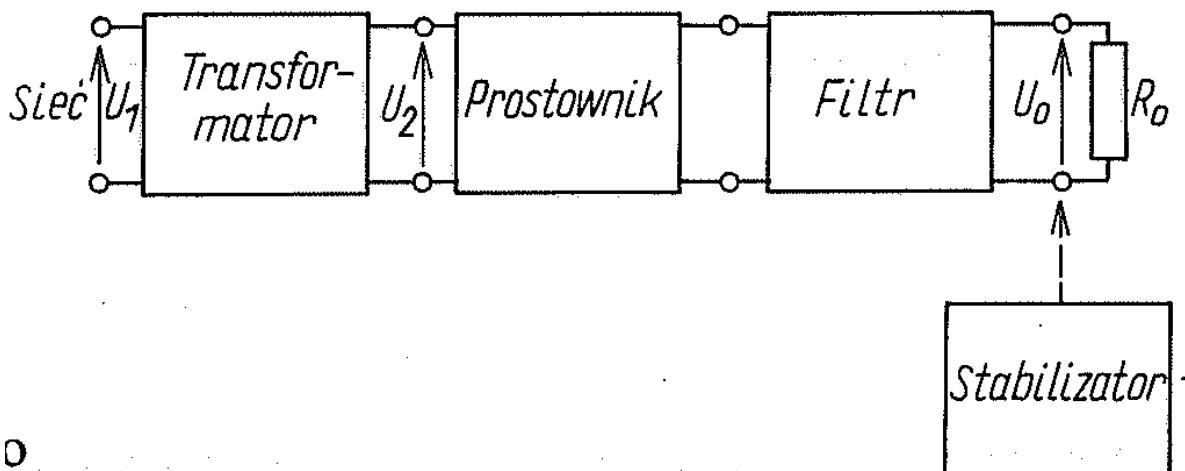 Sieć
U₁
Transfor-
mator
U₂
Prostownik
Filtr
U₀
R₀
Stabilizator